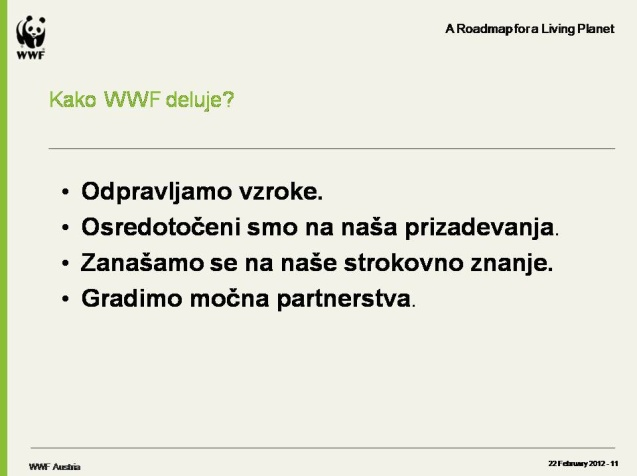 WWF
A Roadmap for a Living Planet
Kako WWF deluje?
• Odpravljamo vzroke.
• Osredotočeni smo na naša prizadevanja.
• Zanašamo se na naše strokovno znanje.
• Gradimo močna partnerstva.
WWF Austria
22 February 2012 - 11